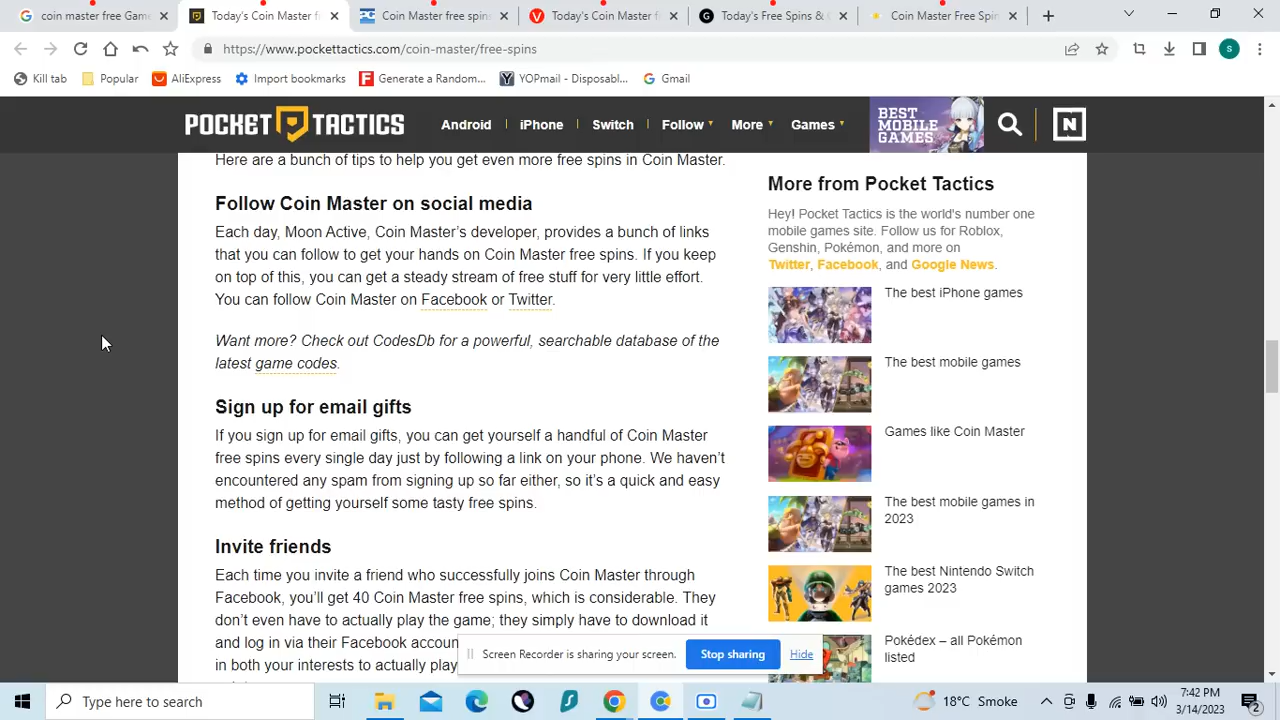 coin master free Game
Today's Coin Master fr
Coin Master free spins
Today's Coin Master f
Today's Free Spins & C
Coin Master Free Spin
https://www.pockettactics.com/coin-master/free-spins
S
Kill tab
Popular
AliExpress
Import bookmarks
Generate a Random...
YOPmail - Disposabl...
Gmail
POCKET TACTICS
Android
iPhone
Switch
Follow
More
Games
BEST
MOBILE
GAMES
N
Here are a bunch of tips to help you get even more free spins in Coin Master.
Follow Coin Master on social media
Each day, Moon Active, Coin Master's developer, provides a bunch of links
that you can follow to get your hands on Coin Master free spins. If you keep
on top of this, you can get a steady stream of free stuff for very little effort.
You can follow Coin Master on Facebook or Twitter.
Want more? Check out CodesDb for a powerful, searchable database of the
latest game codes.
Sign up for email gifts
If you sign up for email gifts, you can get yourself a handful of Coin Master
free spins every single day just by following a link on your phone. We haven't
encountered any spam from signing up so far either, so it's a quick and easy
method of getting yourself some tasty free spins.
Invite friends
Each time you invite a friend who successfully joins Coin Master through
Facebook, you'll get 40 Coin Master free spins, which is considerable. They
don't even have to actually play the game; they simply have to download it
and log in via their Facebook accoun
in both your interests to actually play
More from Pocket Tactics
Hey! Pocket Tactics is the world's number one
mobile games site. Follow us for Roblox,
Genshin, Pokémon, and more on
Twitter, Facebook, and Google News.
The best iPhone games
The best mobile games
Games like Coin Master
The best mobile games in
2023
The best Nintendo Switch
games 2023
Pokédex – all Pokémon
listed
Screen Recorder is sharing your screen.
Stop sharing
Hide
Type here to search
18°C Smoke
7:42 PM
3/14/2023
2